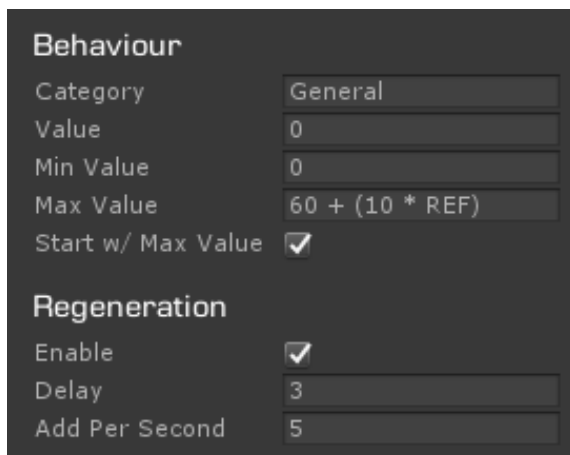 Behaviour
Category General
Value 0
Min Value 0
Max Value 60 + (10 * REF)
Start w/ Max Value
Regeneration
Enable
Delay 3
Add Per Second 5